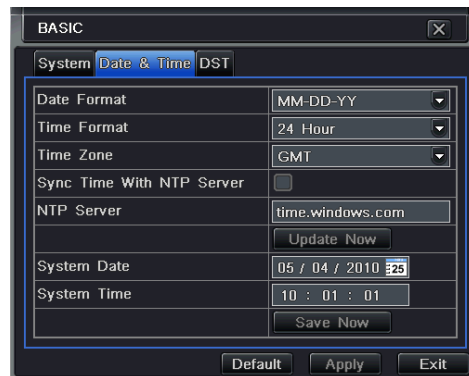 BASIC
System Date & Time DST
Date Format MM-DD-YY
Time Format 24 Hour
Time Zone GMT
Sync Time With NTP Server
NTP Server time.windows.com
Update Now
System Date 05 / 04 / 2010 25
System Time 10 : 01 : 01
Save Now
Default Apply Exit